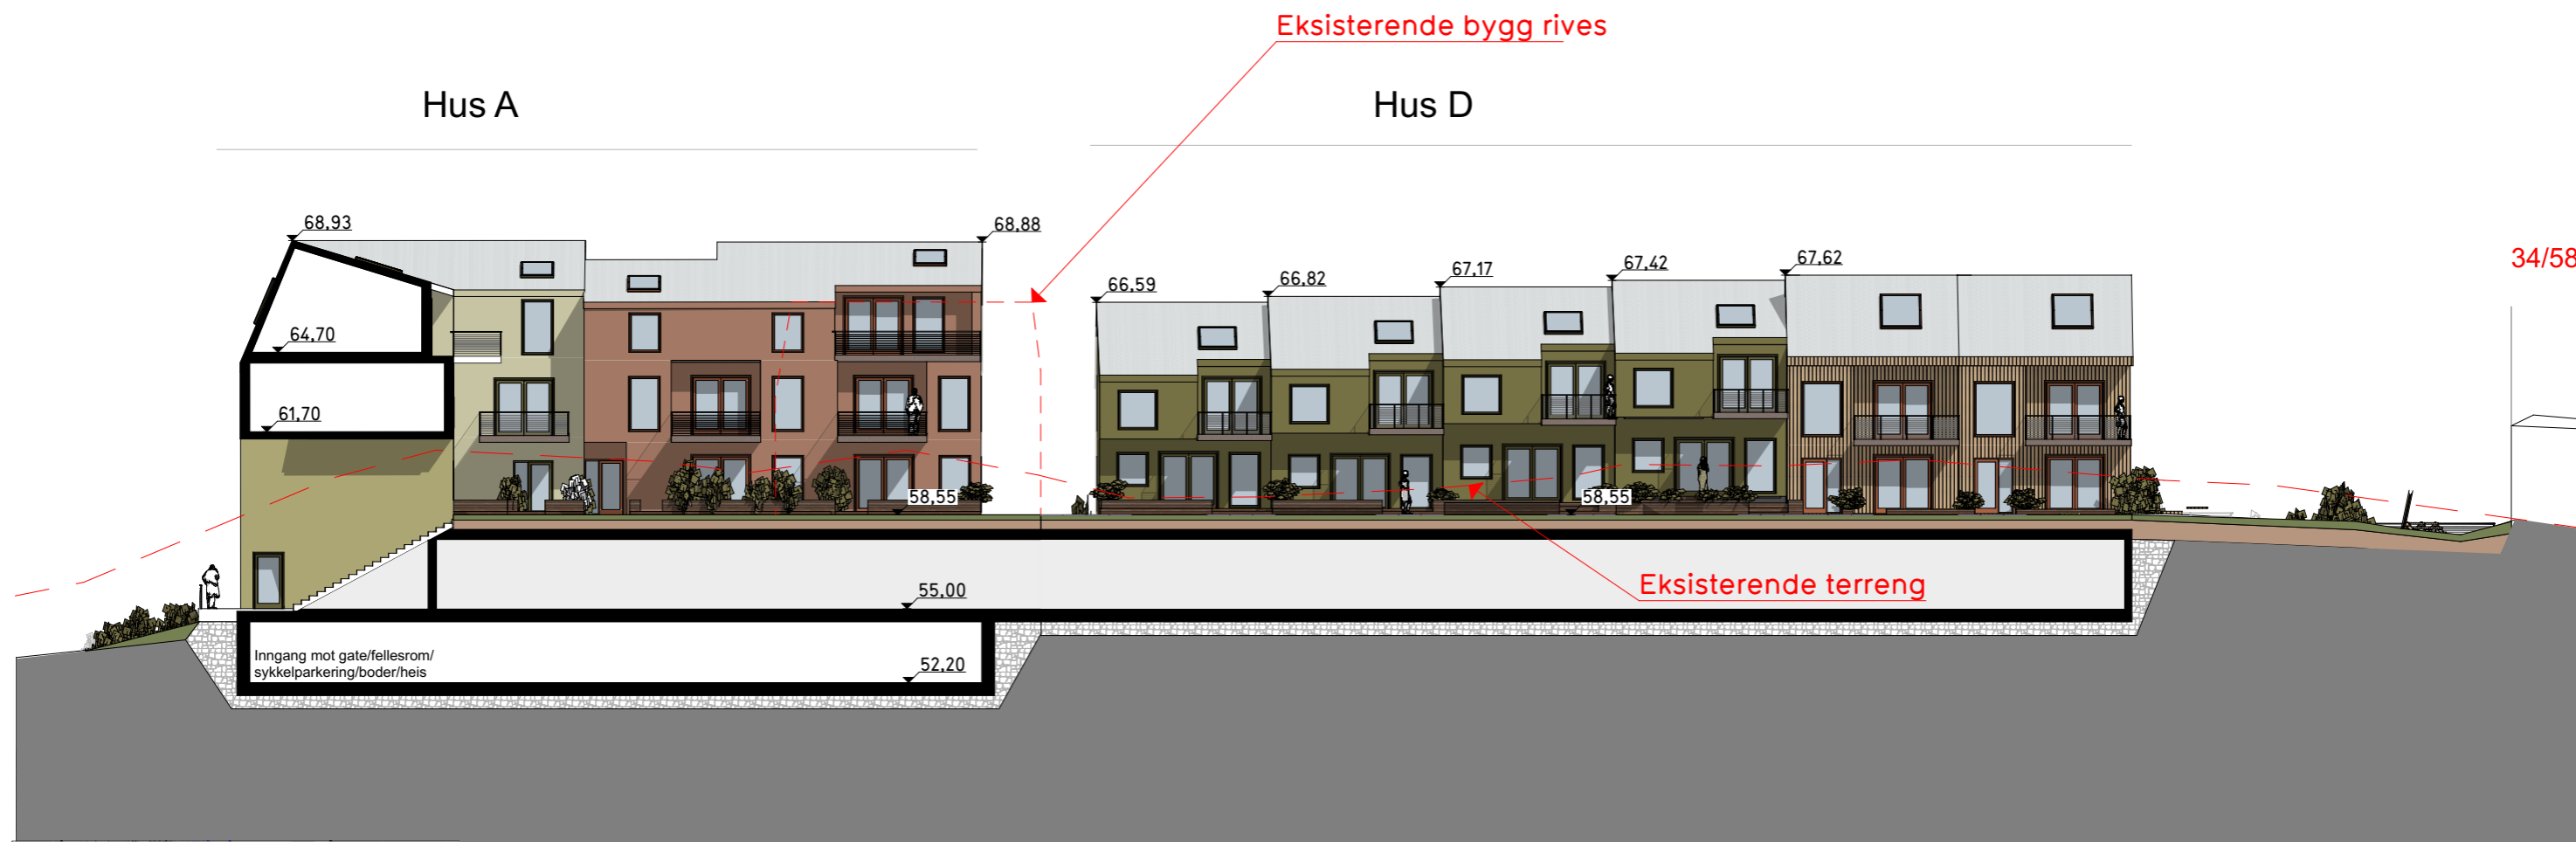 Eksisterende bygg rives
Hus A
Hus D
68,93
68,88
34/58
67,62
67,42
67,17
66,82
66,59
64,70
61,70
58,55
58,55
Eksisterende terreng
55,00
Inngang mot gate/fellesrom/
sykkelparkering/boder/heis
52,20